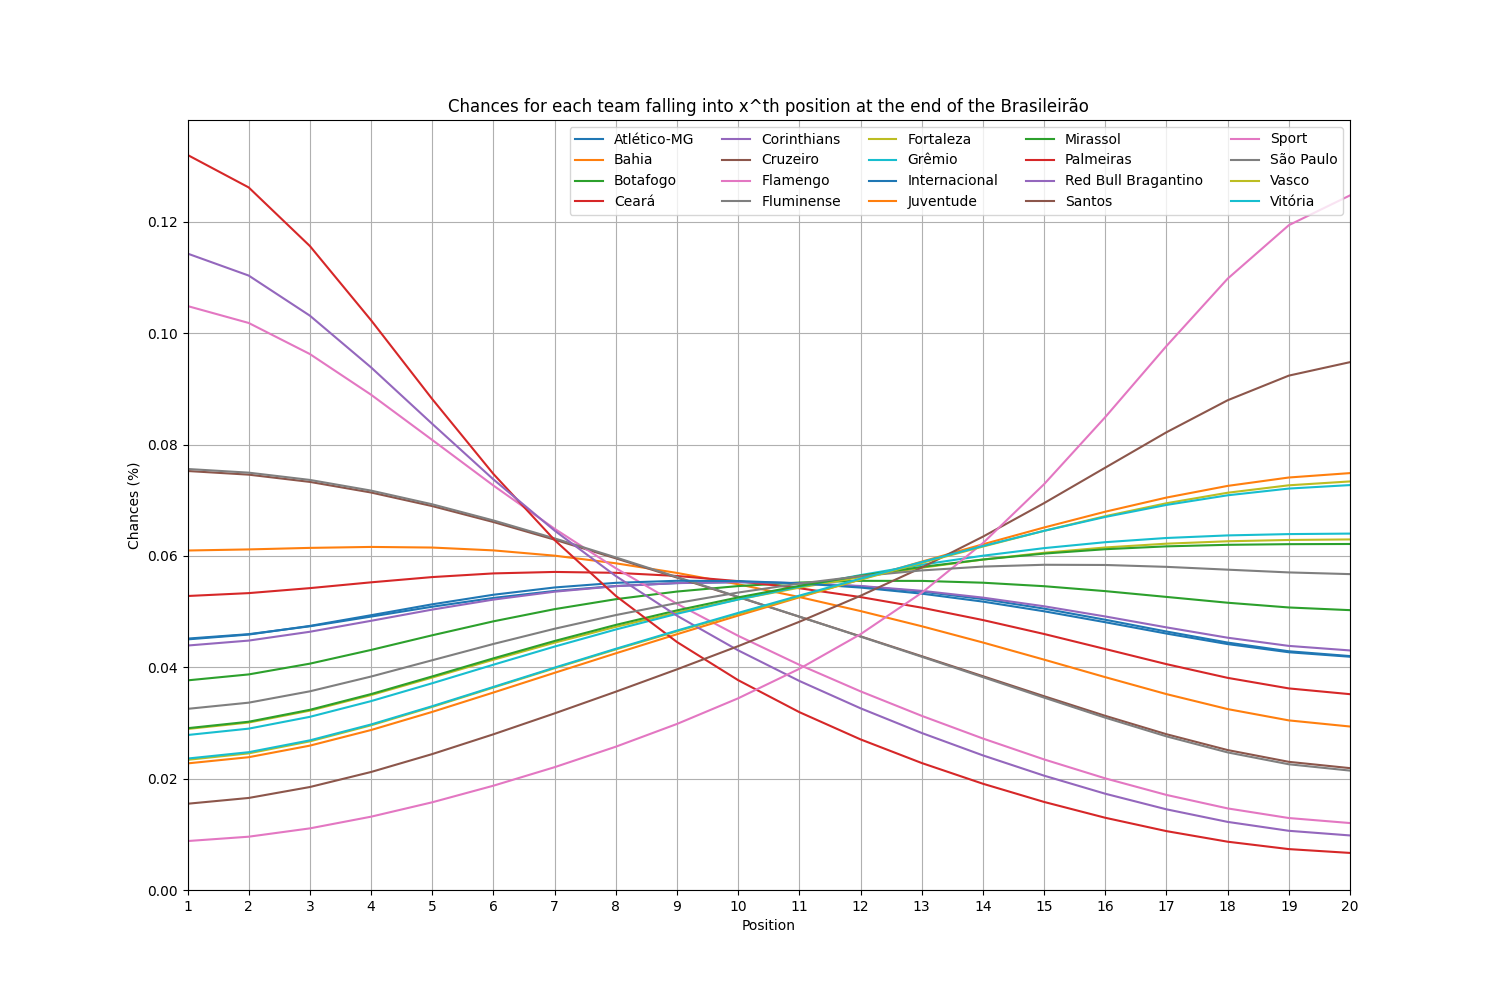 Chances for each team falling into x^th position at the end of the Brasileirão
Atlético-MG
Bahia
Botafogo
Ceará
Corinthians
Cruzeiro
Flamengo
Fluminense
Fortaleza
Grêmio
Internacional
Juventude
Mirassol
Palmeiras
Red Bull Bragantino
Santos
Sport
São Paulo
Vasco
Vitória
Chances (%)
0.12
0.10
0.08
0.06
0.04
0.02
0.00
1 2 3 4 5 6 7 8 9 10 11 12 13 14 15 16 17 18 19 20
Position